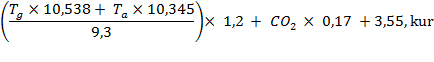 (T_g × 10,538 + T_a × 10,345 / 9,3) × 1,2 + CO_2 × 0,17 + 3,55, kur